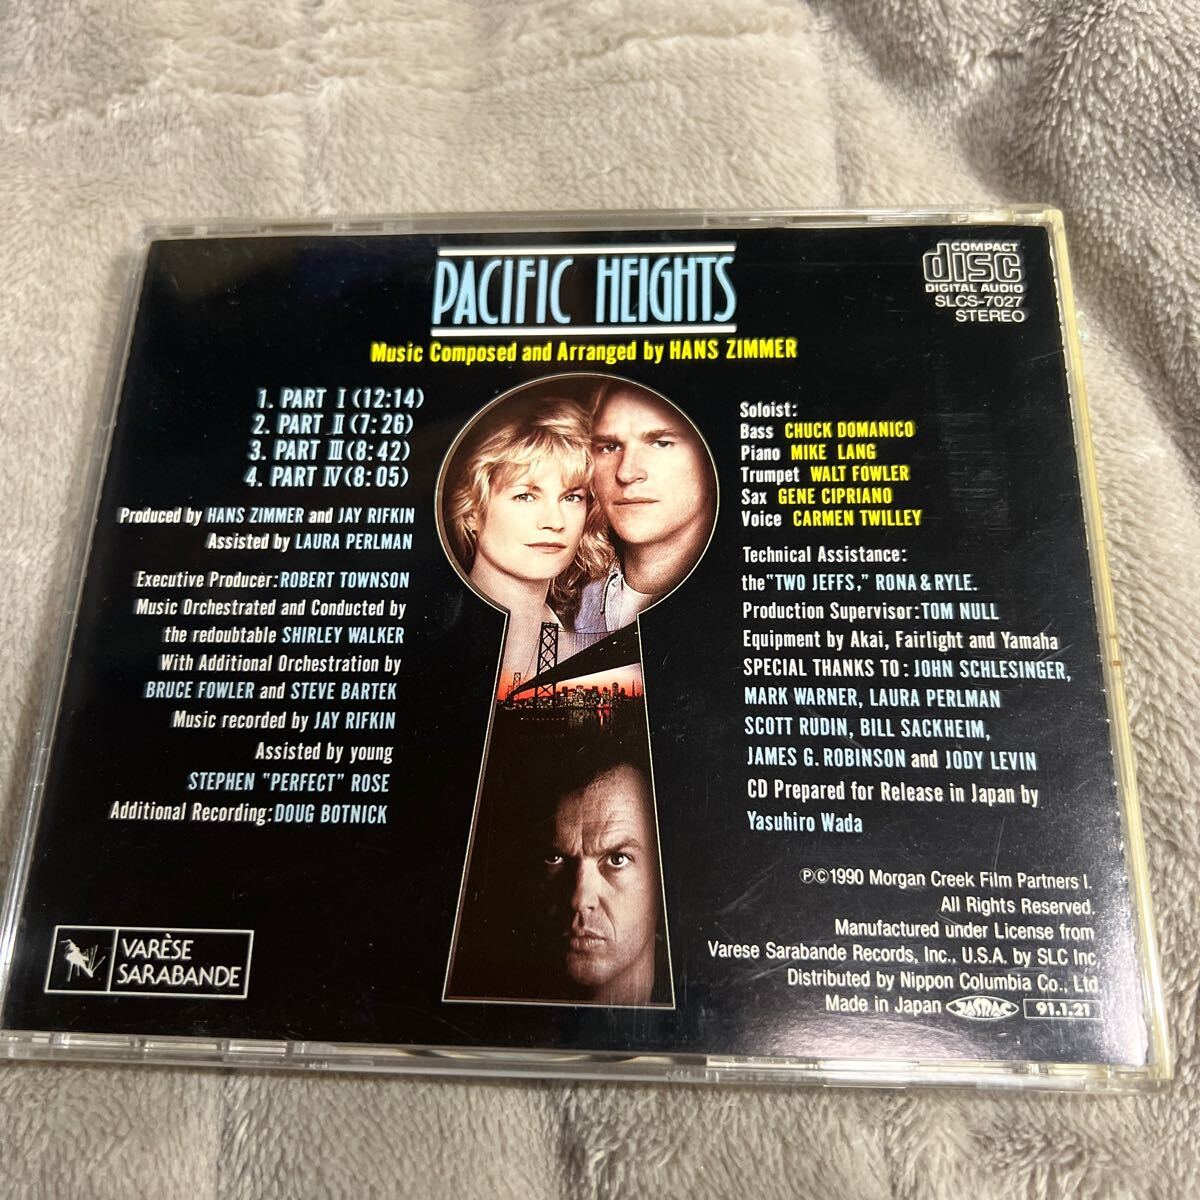 PACIFIC HEIGHTS
Music Composed and Arranged by HANS ZIMMER
COMPACT
disc
DIGITAL AUDIO
SLCS-7027
STEREO
1. PART I (12:14)
2. PART II (7:26)
3. PART III (8:42)
4. PART IV (8:05)
Produced by HANS ZIMMER and JAY RIFKIN
Assisted by LAURA PERLMAN
Executive Producer: ROBERT TOWNSON
Music Orchestrated and Conducted by
the redoubtable SHIRLEY WALKER
With Additional Orchestration by
BRUCE FOWLER and STEVE BARTEK
Music recorded by JAY RIFKIN
Assisted by young
STEPHEN "PERFECT" ROSE
Additional Recording: DOUG BOTNICK
Soloist:
Bass CHUCK DOMANICO
Piano MIKE LANG
Trumpet WALT FOWLER
Sax GENE CIPRIANO
Voice CARMEN TWILLEY
Technical Assistance:
the "TWO JEFFS," RONA & RYLE.
Production Supervisor: TOM NULL
Equipment by Akai, Fairlight and Yamaha
SPECIAL THANKS TO: JOHN SCHLESINGER,
MARK WARNER, LAURA PERLMAN
SCOTT RUDIN, BILL SACKHEIM,
JAMES G. ROBINSON and JODY LEVIN
CD Prepared for Release in Japan by
Yasuhiro Wada
℗©1990 Morgan Creek Film Partners I.
All Rights Reserved.
Manufactured under License from
Varese Sarabande Records, Inc., U.S.A. by SLC Inc.
Distributed by Nippon Columbia Co., Ltd.
Made in Japan JASRAC 91.1.21
VARÈSE
SARABANDE